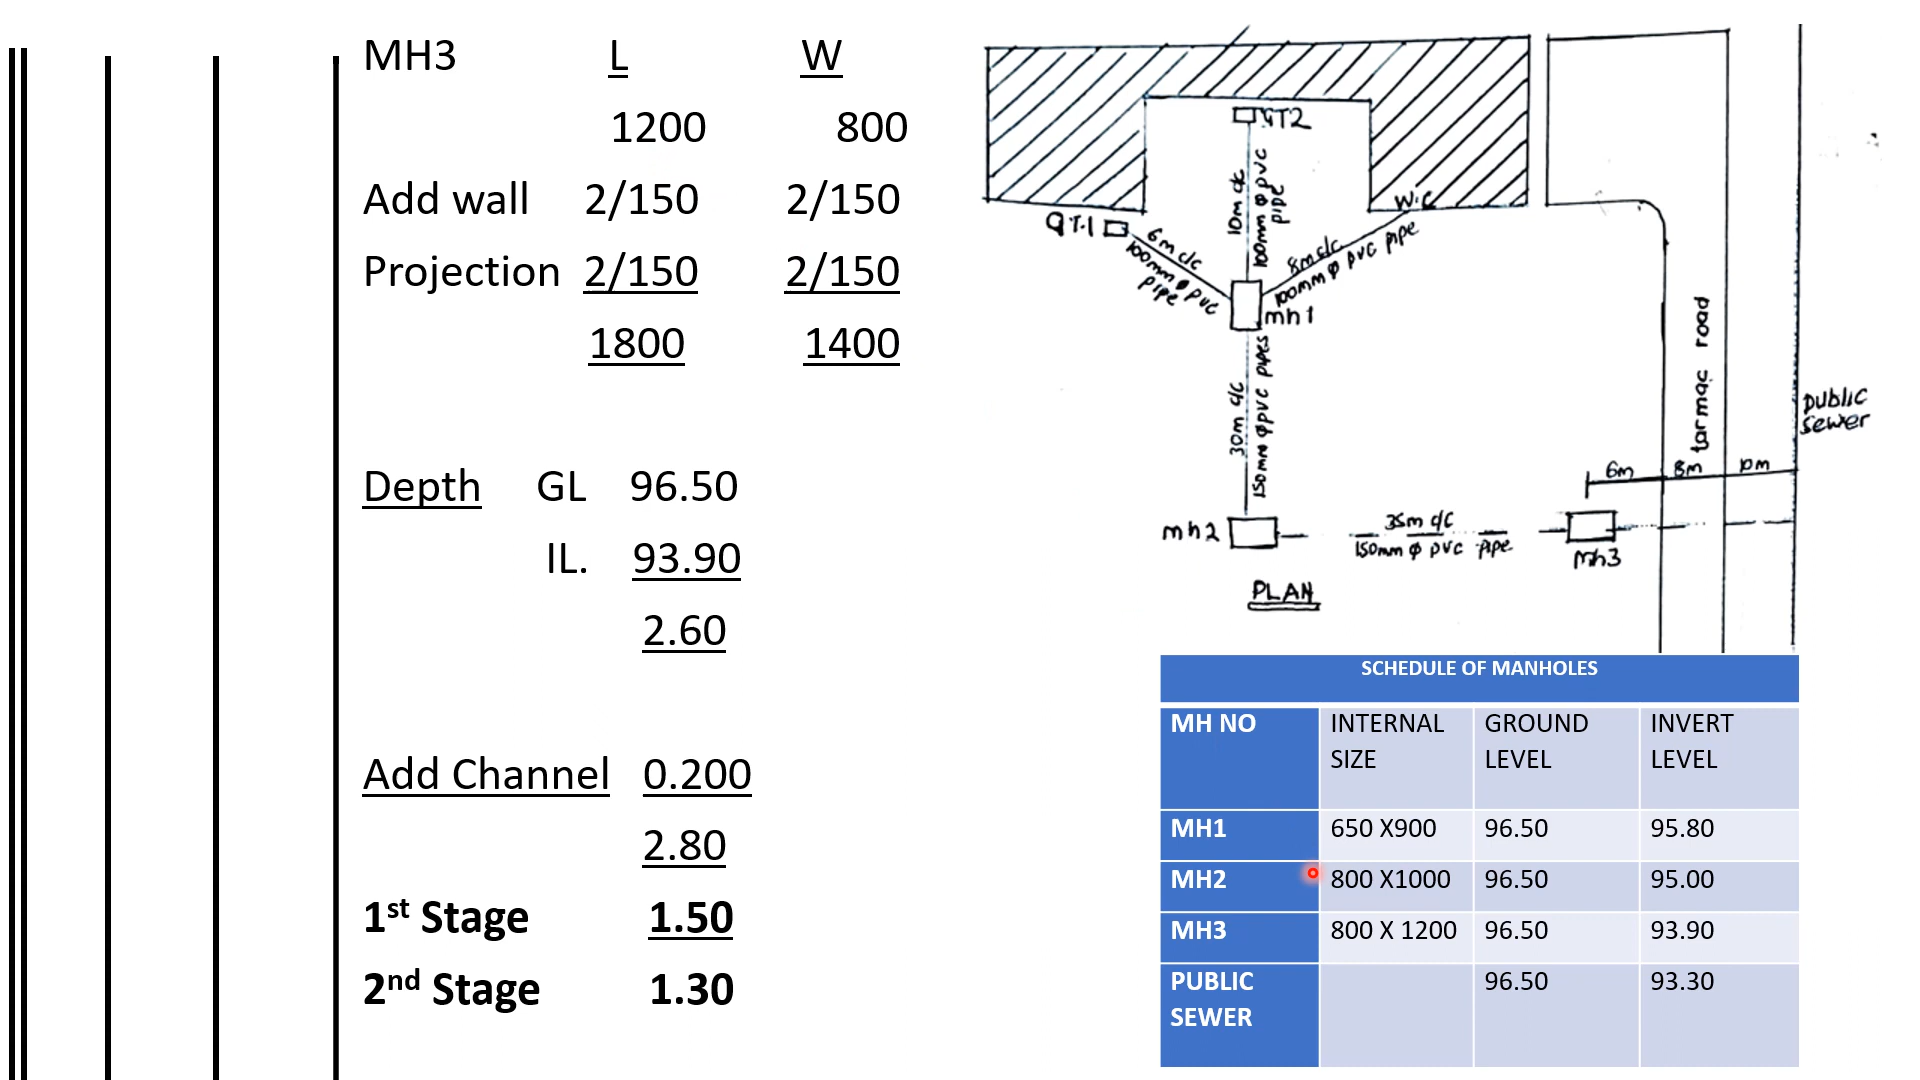 MH3 L W
1200 800
Add wall 2/150 2/150
Projection 2/150 2/150
1800 1400
Depth GL 96.50
IL. 93.90
2.60
Add Channel 0.200
2.80
1st Stage 1.50
2nd Stage 1.30
GT2
10m c/c
100mm φ pvc
pipe
W.C
GT.1
6m c/c
100mm φ pvc
pipe
8m c/c
100mm φ pvc pipe
mh1
30m c/c
150mm φ pvc pipes
tarmac road
public
sewer
6m 8m 10m
mh2
35m c/c
150mm φ pvc pipe
mh3
PLAN
SCHEDULE OF MANHOLES
MH NO INTERNAL SIZE GROUND LEVEL INVERT LEVEL
MH1 650 X900 96.50 95.80
MH2 800 X1000 96.50 95.00
MH3 800 X 1200 96.50 93.90
PUBLIC SEWER 96.50 93.30